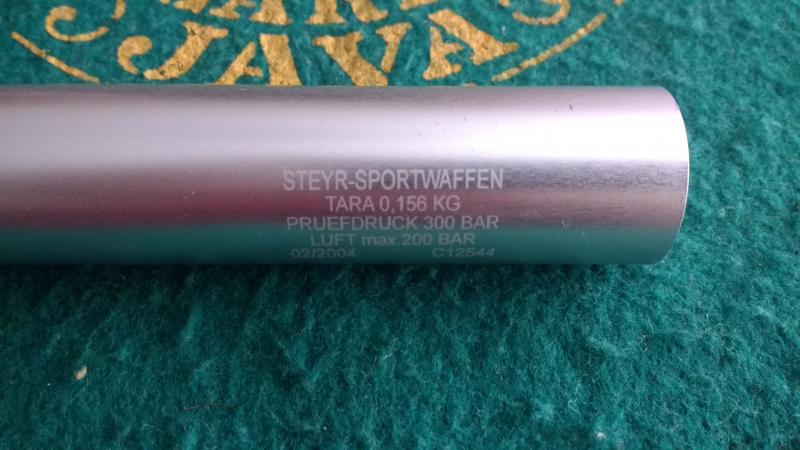 JAVA
STEYR-SPORTWAFFEN
TARA 0,156 KG
PRUEFDRUCK 300 BAR
LUFT max.200 BAR
02/2004 C12544